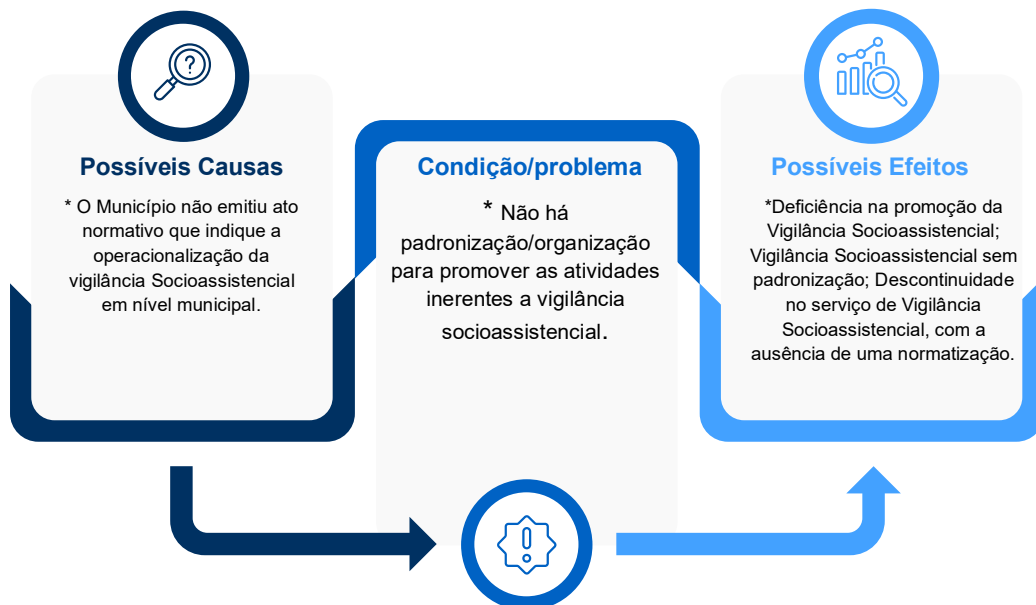 Possíveis Causas
* O Município não emitiu ato
normativo que indique a
operacionalização da
vigilância Socioassistencial
em nível municipal.
Condição/problema
* Não há
padronização/organização
para promover as atividades
inerentes a vigilância
socioassistencial.
Possíveis Efeitos
*Deficiência na promoção da
Vigilância Socioassistencial;
Vigilância Socioassistencial sem
padronização; Descontinuidade
no serviço de Vigilância
Socioassistencial, com a
ausência de uma normatização.